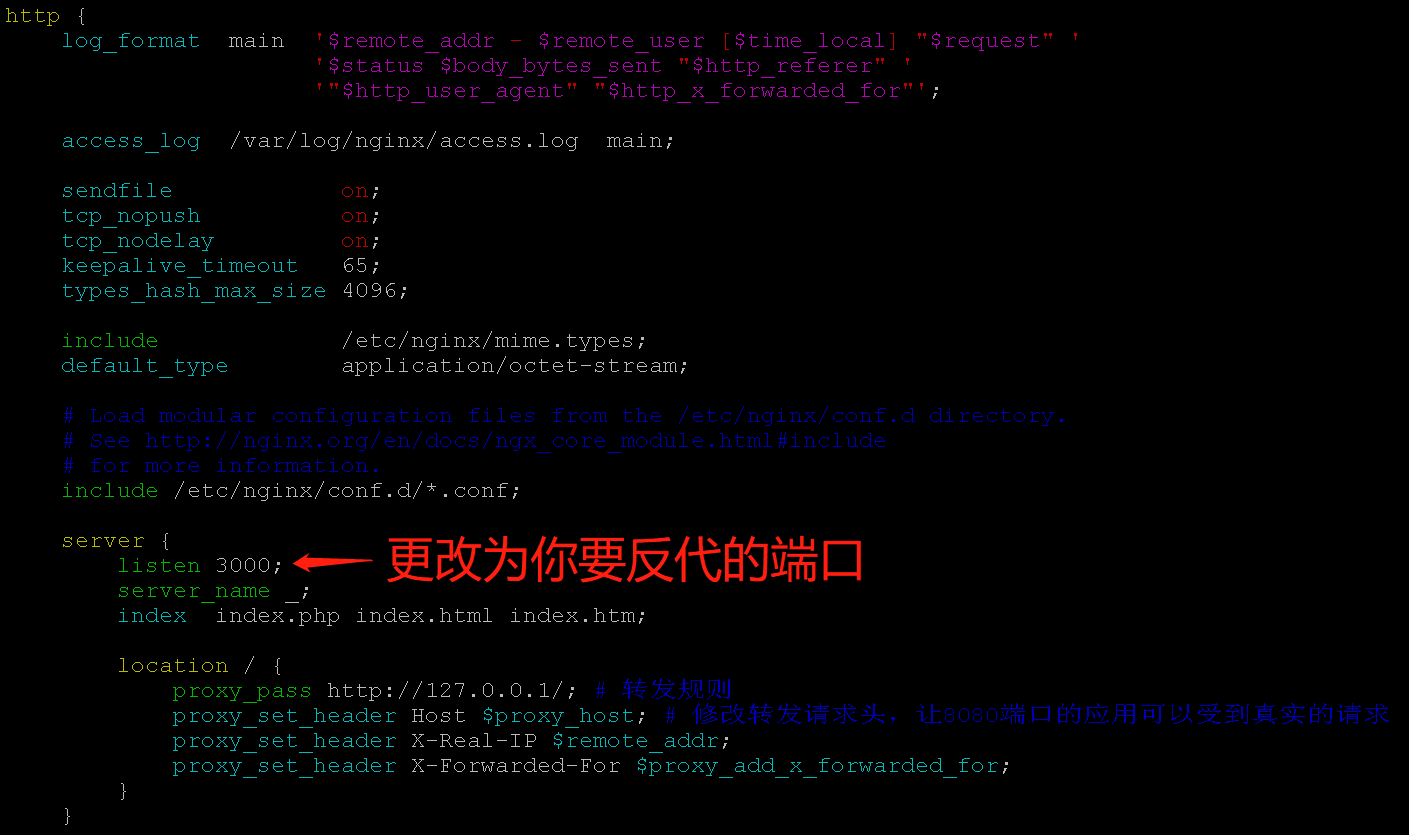 http {
log_format  main  '$remote_addr - $remote_user [$time_local] "$request" '
'$status $body_bytes_sent "$http_referer" '
'"$http_user_agent" "$http_x_forwarded_for"';
access_log  /var/log/nginx/access.log  main;
sendfile            on;
tcp_nopush          on;
tcp_nodelay         on;
keepalive_timeout   65;
types_hash_max_size 4096;
include             /etc/nginx/mime.types;
default_type        application/octet-stream;
# Load modular configuration files from the /etc/nginx/conf.d directory.
# See http://nginx.org/en/docs/ngx_core_module.html#include
# for more information.
include /etc/nginx/conf.d/*.conf;
server {
listen 3000; 更改为你要反代的端口
server_name _;
index  index.php index.html index.htm;
location / {
proxy_pass http://127.0.0.1/; # 转发规则
proxy_set_header Host $proxy_host; # 修改转发请求头，让8080端口的应用可以受到真实的请求
proxy_set_header X-Real-IP $remote_addr;
proxy_set_header X-Forwarded-For $proxy_add_x_forwarded_for;
}
}